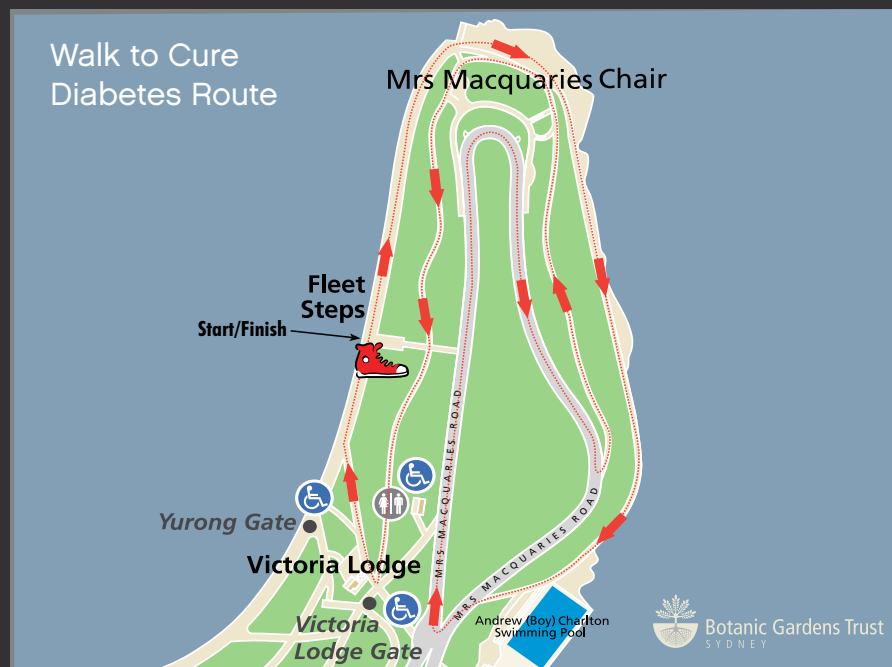 Walk to Cure
Diabetes Route
Mrs Macquaries Chair
Fleet
Steps
Start/Finish
MRS MACQUARIES ROAD
Yurong Gate
MRS MACQUARIES ROAD
Victoria Lodge
Victoria
Lodge Gate
Andrew (Boy) Charlton
Swimming Pool
Botanic Gardens Trust
SYDNEY